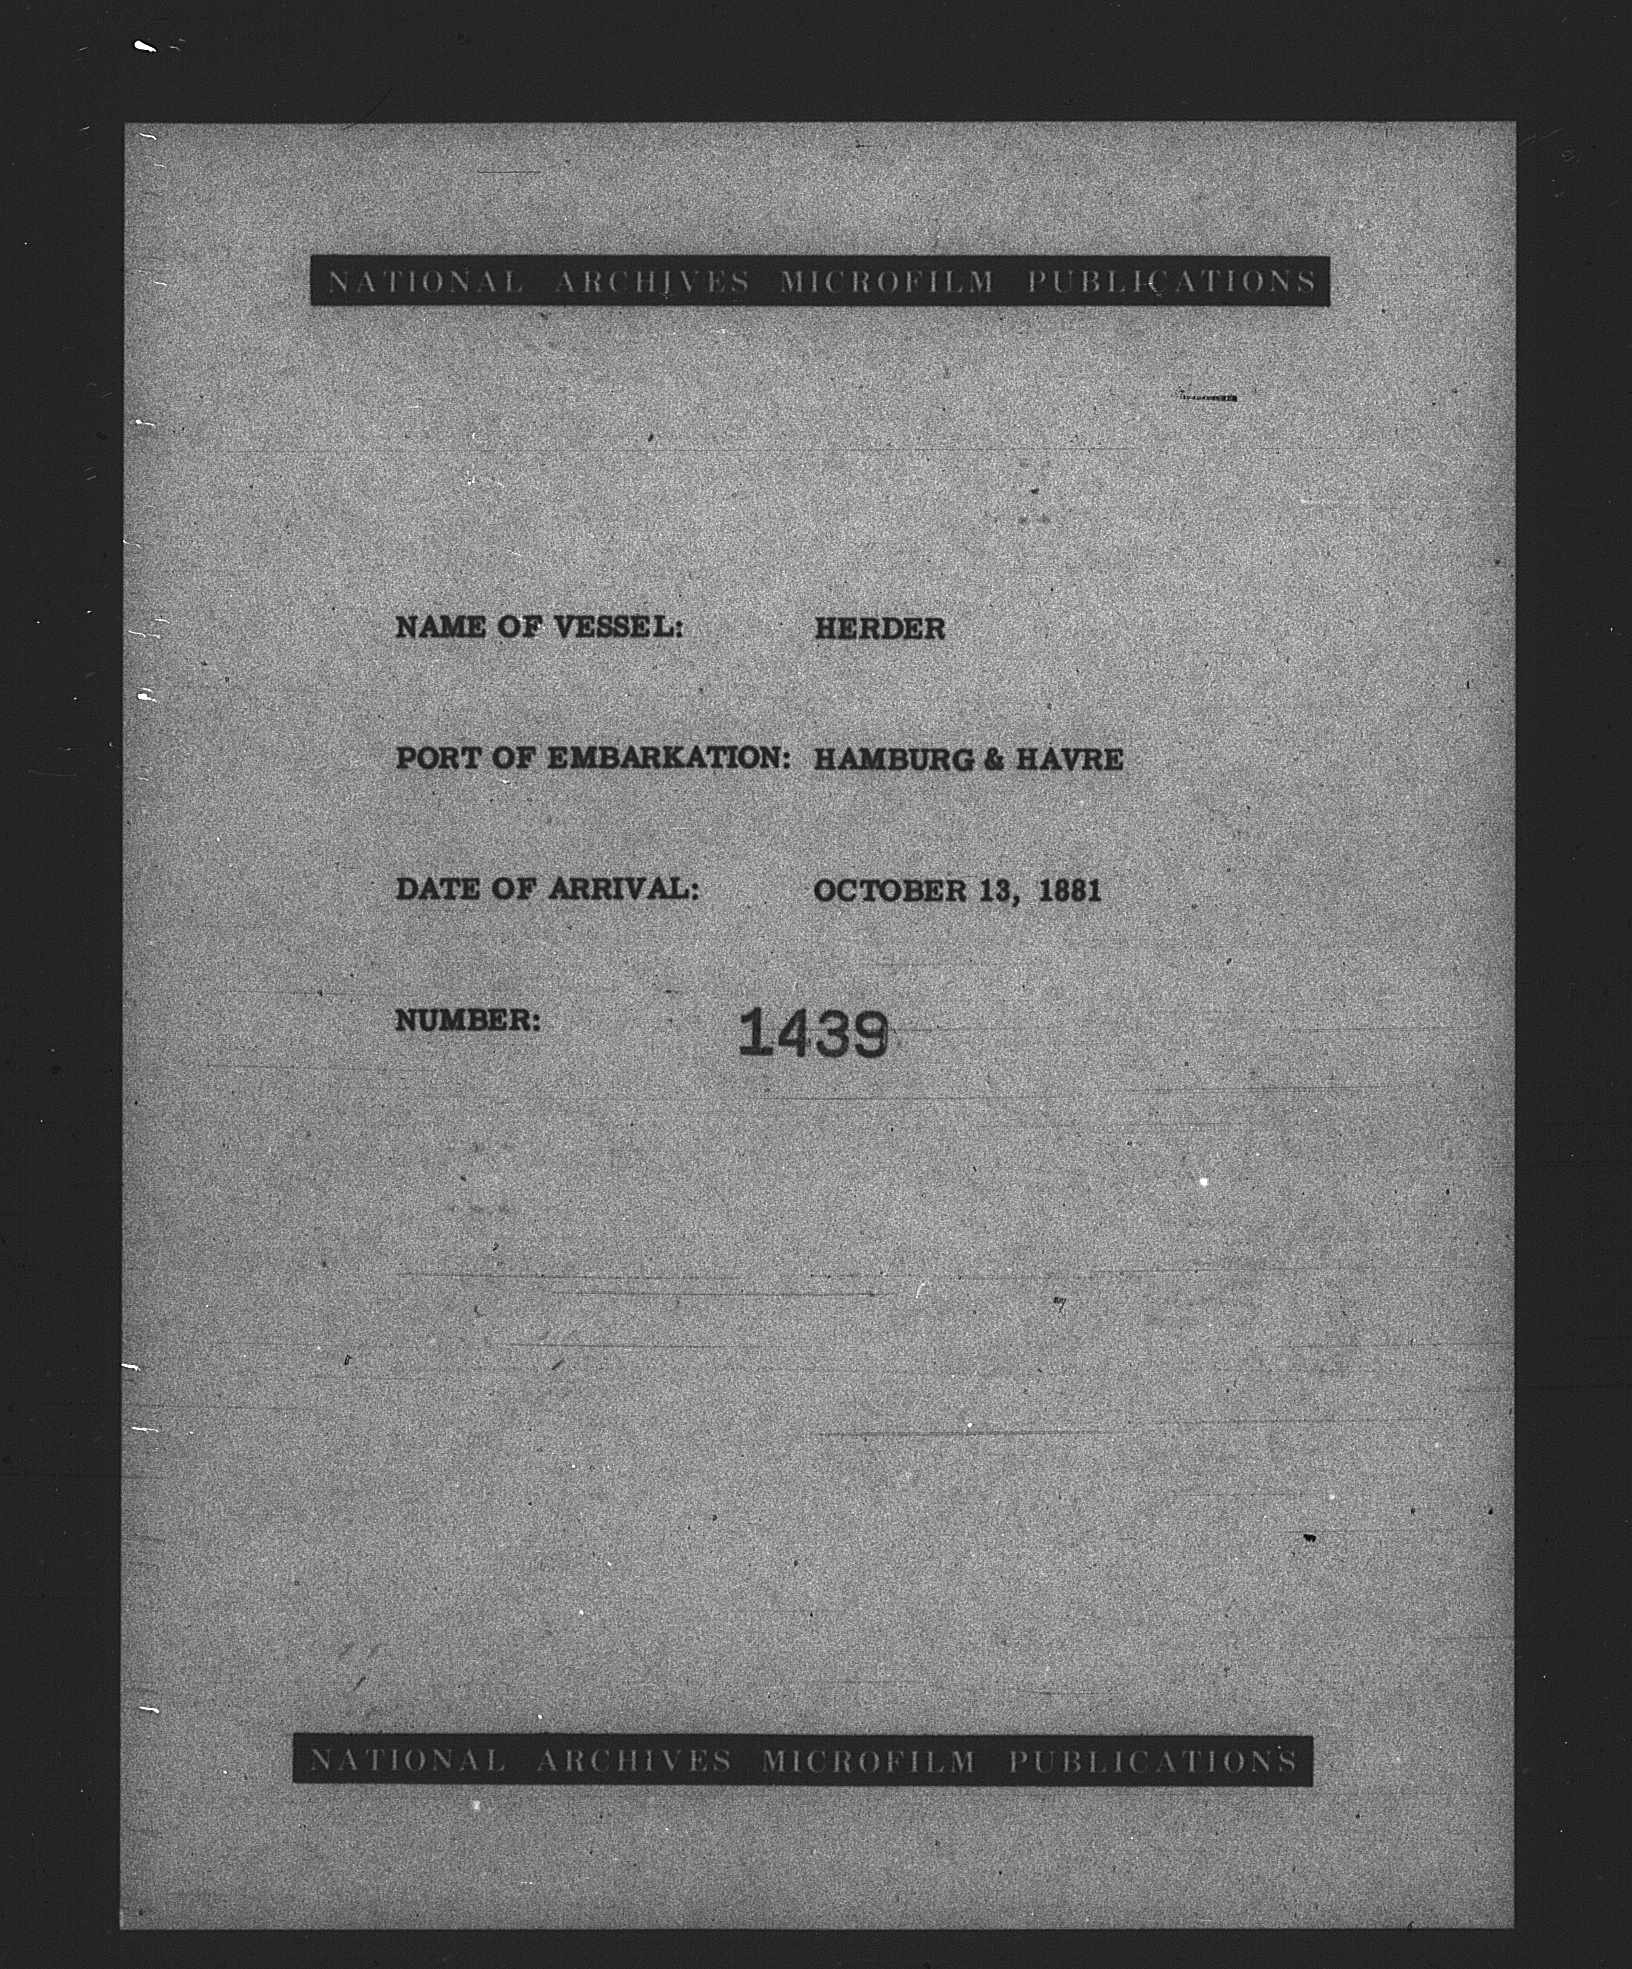 NATIONAL ARCHIVES MICROFILM PUBLICATIONS
NAME OF VESSEL: HERDER
PORT OF EMBARKATION: HAMBURG & HAVRE
DATE OF ARRIVAL: OCTOBER 13, 1881
NUMBER: 1439
NATIONAL ARCHIVES MICROFILM PUBLICATIONS